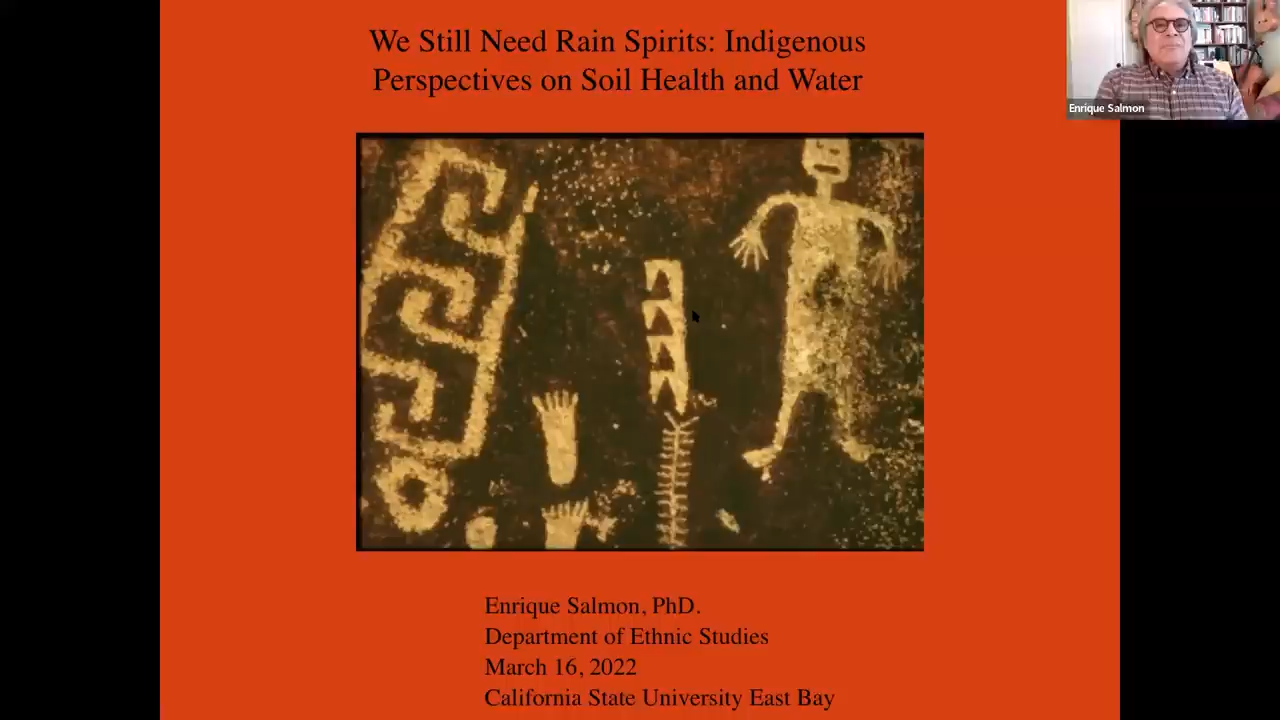 We Still Need Rain Spirits: Indigenous
Perspectives on Soil Health and Water
Enrique Salmon
Enrique Salmon, PhD.
Department of Ethnic Studies
March 16, 2022
California State University East Bay